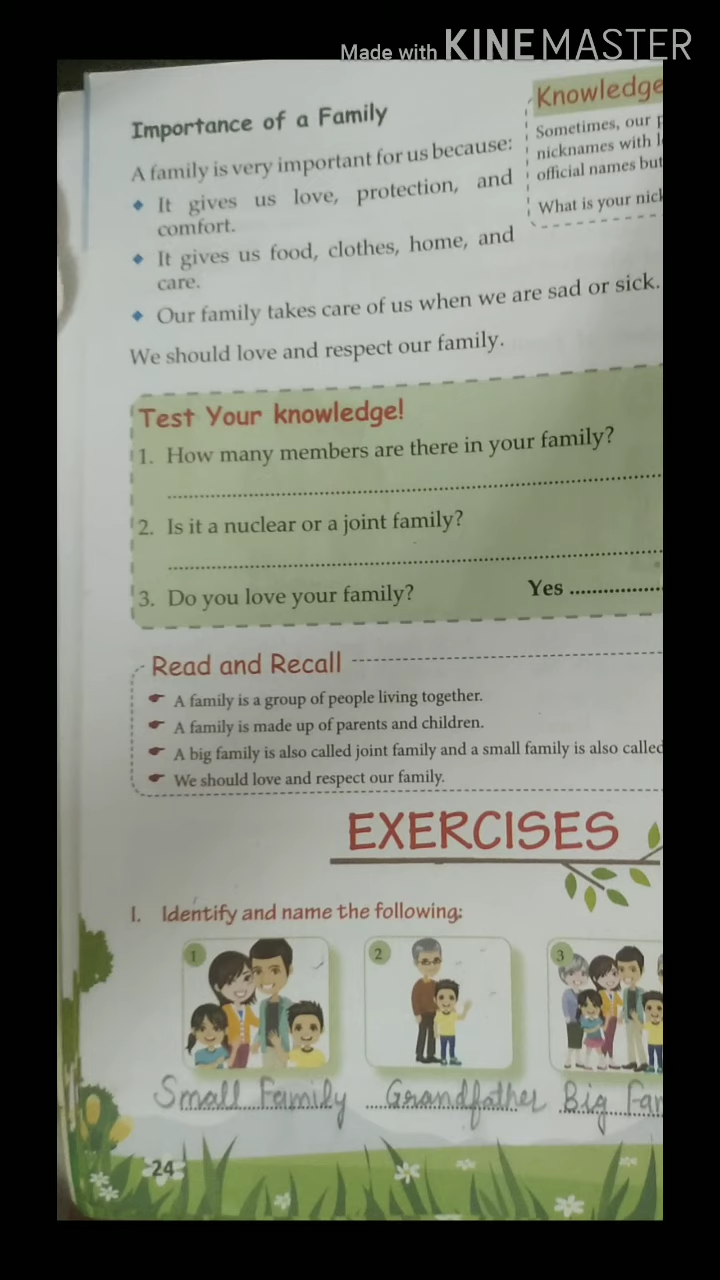 Made with KINEMASTER
Importance of a Family
A family is very important for us because:
It gives us love, protection, and
comfort.
It gives us food, clothes, home, and
care.
Our family takes care of us when we are sad or sick.
We should love and respect our family.
Knowledge
Sometimes, our
nicknames with
official names but
What is your
Test Your knowledge!
1. How many members are there in your family?
2. Is it a nuclear or a joint family?
3. Do you love your family? Yes
Read and Recall
A family is a group of people living together.
A family is made up of parents and children.
A big family is also called joint family and a small family is also called
We should love and respect our family.
EXERCISES
I. Identify and name the following:
1 2 3
Small Family Grandfather Big
24